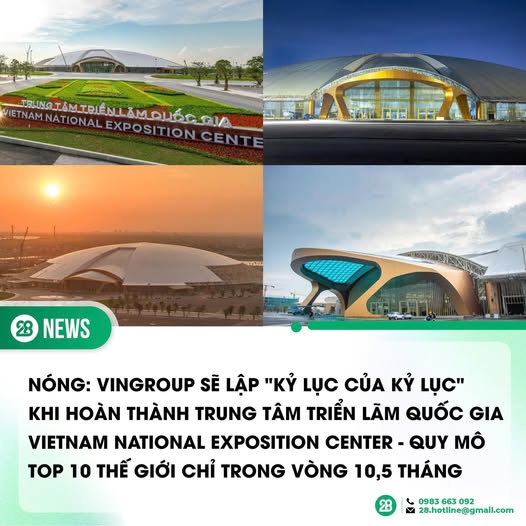 TRUNG TÂM TRIỂN LÃM QUỐC GIA
VIETNAM NATIONAL EXPOSITION CENTER
28 NEWS
NÓNG: VINGROUP SẼ LẬP "KỶ LỤC CỦA KỶ LỤC"
KHI HOÀN THÀNH TRUNG TÂM TRIỂN LÃM QUỐC GIA
VIETNAM NATIONAL EXPOSITION CENTER - QUY MÔ
TOP 10 THẾ GIỚI CHỈ TRONG VÒNG 10,5 THÁNG
28
0983 663 092
28.hotline@gmail.com